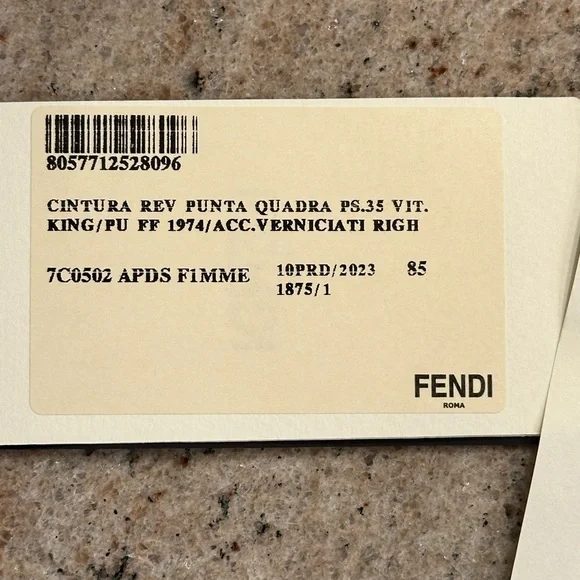 8057712528096
CINTURA REV PUNTA QUADRA PS.35 VIT.
KING/PU FF 1974/ACC.VERNICIATI RIGH
7C0502 APDS F1MME 10PRD/2023 85
1875/1
FENDI
ROMA